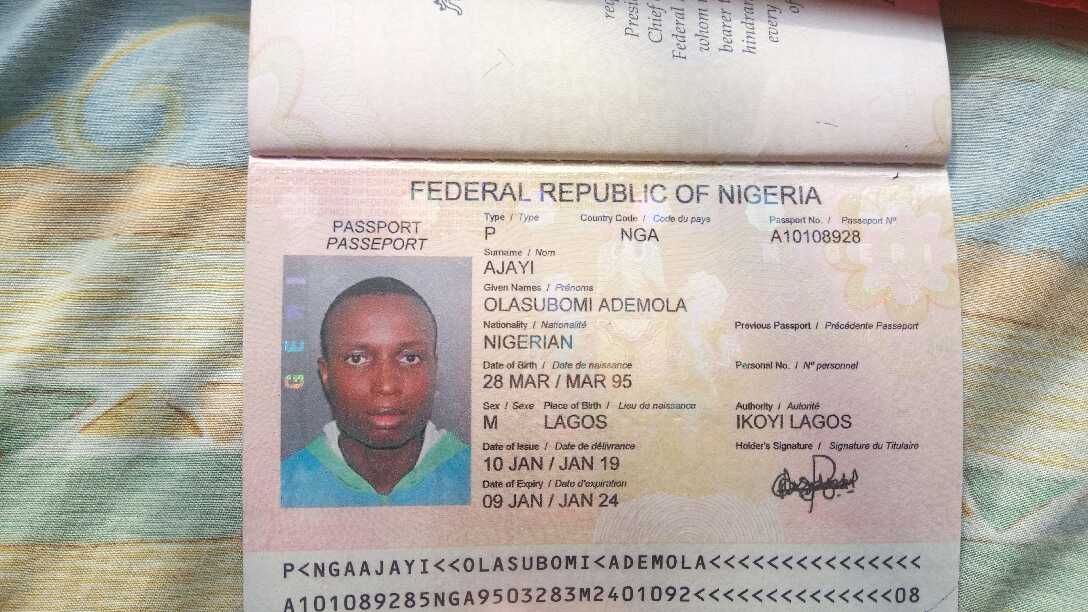 req
Presi
Chief
Federal
whom
bearer
hindran
every
of
FEDERAL REPUBLIC OF NIGERIA
PASSPORT
PASSEPORT
Type / Type Country Code / Code du pays Passport No. / Passeport N°
P NGA A10108928
Surname / Nom
AJAYI
Given Names / Prénoms
OLASUBOMI ADEMOLA
Nationality / Nationalité Previous Passport / Précédente Passeport
NIGERIAN
Date of Birth / Date de naissance Personal No. / N° personnel
28 MAR / MAR 95
Sex / Sexe Place of Birth / Lieu de naissance Authority / Autorité
M LAGOS IKOYI LAGOS
Date of Issue / Date de délivrance Holder's Signature / Signature du Titulaire
10 JAN / JAN 19
Date of Expiry / Date d'expiration
09 JAN / JAN 24
P<NGAAJAYI<<OLASUBOMI<ADEMOLA<<<<<<<<<<<<<<<
A101089285NGA9503283M2401092<<<<<<<<<<<<<<08